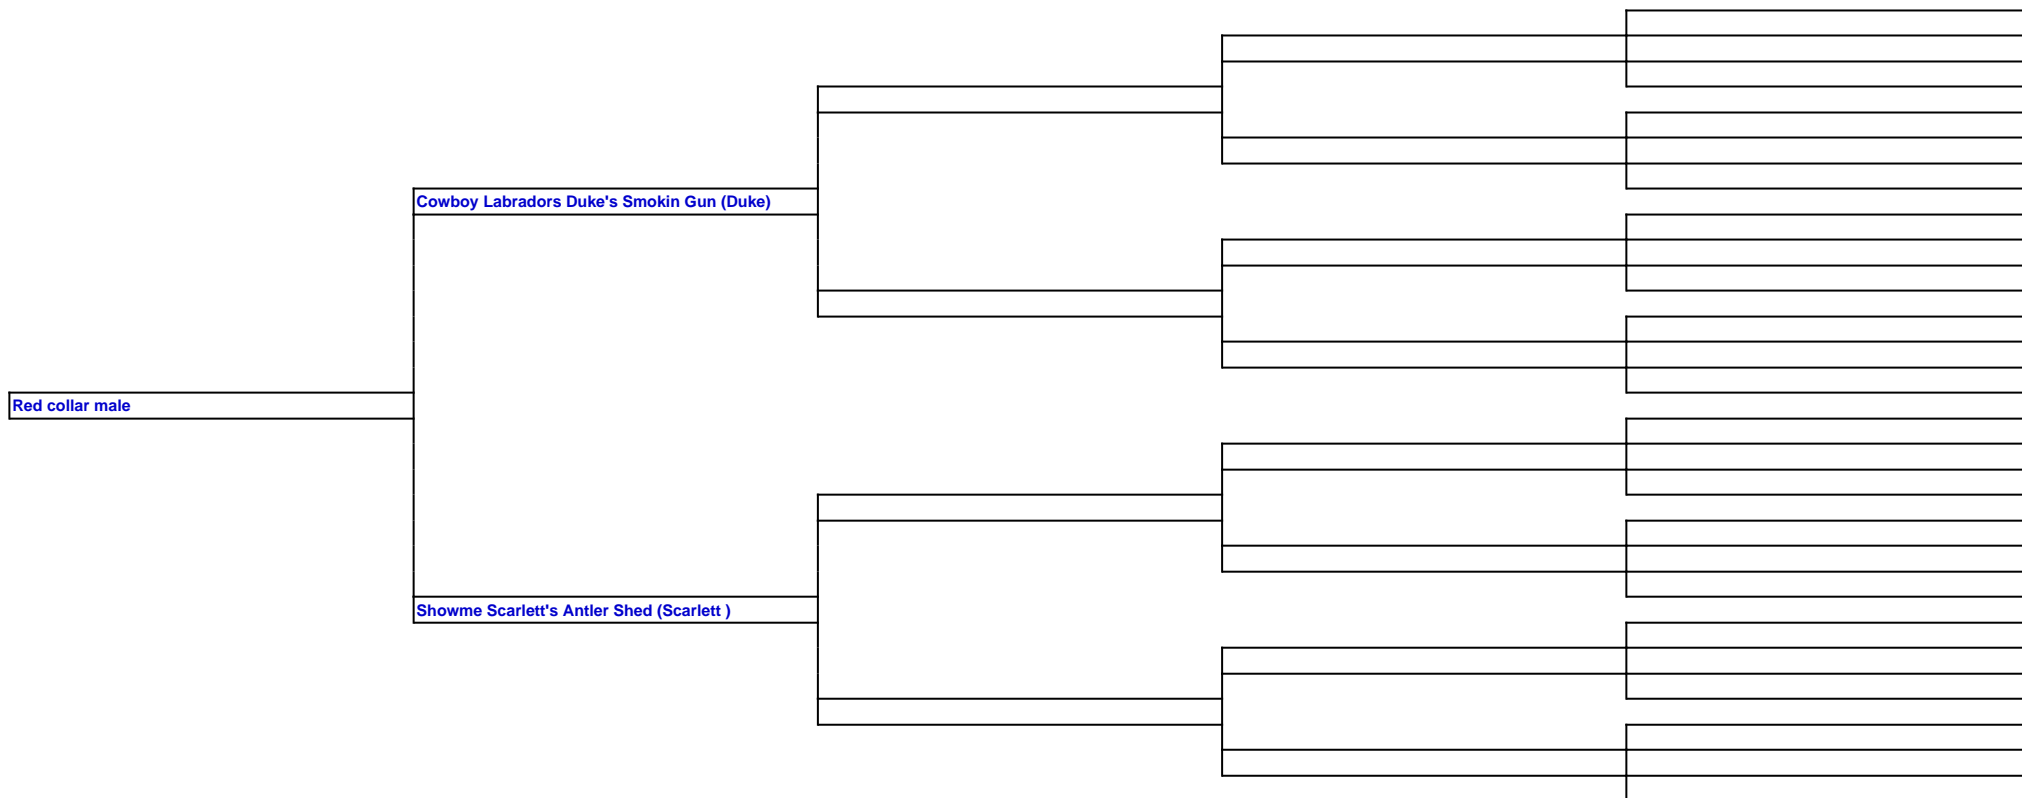 Cowboy Labradors Duke's Smokin Gun (Duke)
Red collar male
Showme Scarlett's Antler Shed (Scarlett )